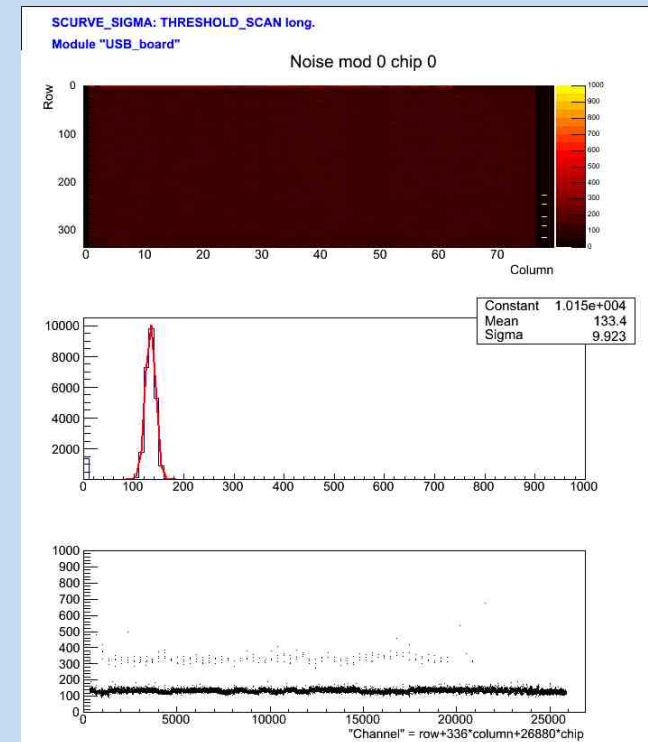 SCURVE_SIGMA: THRESHOLD_SCAN long.
Module "USB_board"
Noise mod 0 chip 0
Row
0
100
200
300
0 10 20 30 40 50 60 70
Column
1000
900
800
700
600
500
400
300
200
100
0
Constant 1.015e+004
Mean 133.4
Sigma 9.923
10000
8000
6000
4000
2000
0 100 200 300 400 500 600 700 800 900 1000
1000
900
800
700
600
500
400
300
200
100
0
0 5000 10000 15000 20000 25000
"Channel" = row+336*column+26880*chip